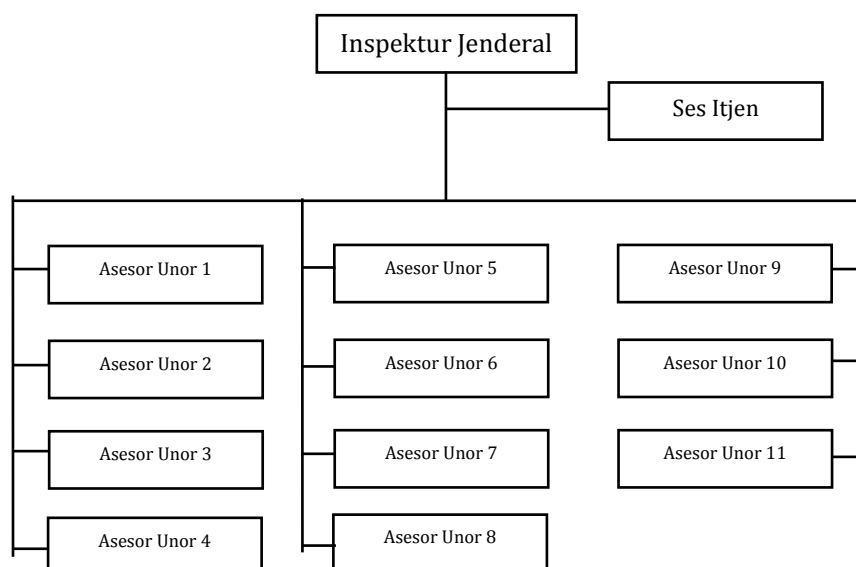 Inspektur Jenderal
Ses Itjen
Asesor Unor 1
Asesor Unor 2
Asesor Unor 3
Asesor Unor 4
Asesor Unor 5
Asesor Unor 6
Asesor Unor 7
Asesor Unor 8
Asesor Unor 9
Asesor Unor 10
Asesor Unor 11